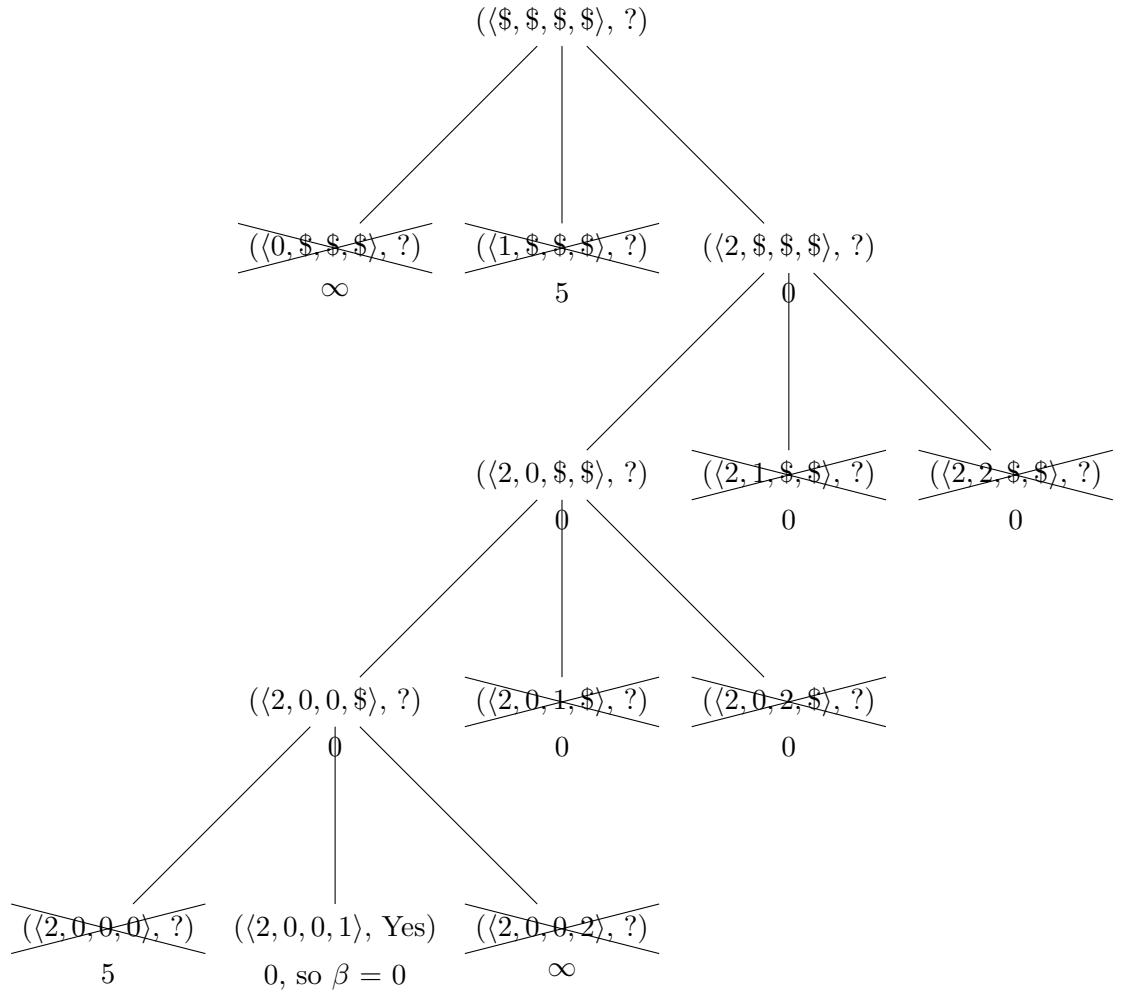 (⟨$, $, $, $⟩, ?)
(⟨0, $, $, $⟩, ?) (⟨1, $, $, $⟩, ?) (⟨2, $, $, $⟩, ?)
∞ 5 0
(⟨2, 0, $, $⟩, ?) (⟨2, 1, $, $⟩, ?) (⟨2, 2, $, $⟩, ?)
0 0 0
(⟨2, 0, 0, $⟩, ?) (⟨2, 0, 1, $⟩, ?) (⟨2, 0, 2, $⟩, ?)
0 0 0
(⟨2, 0, 0, 0⟩, ?) (⟨2, 0, 0, 1⟩, Yes) (⟨2, 0, 0, 2⟩, ?)
5 0, so β = 0 ∞